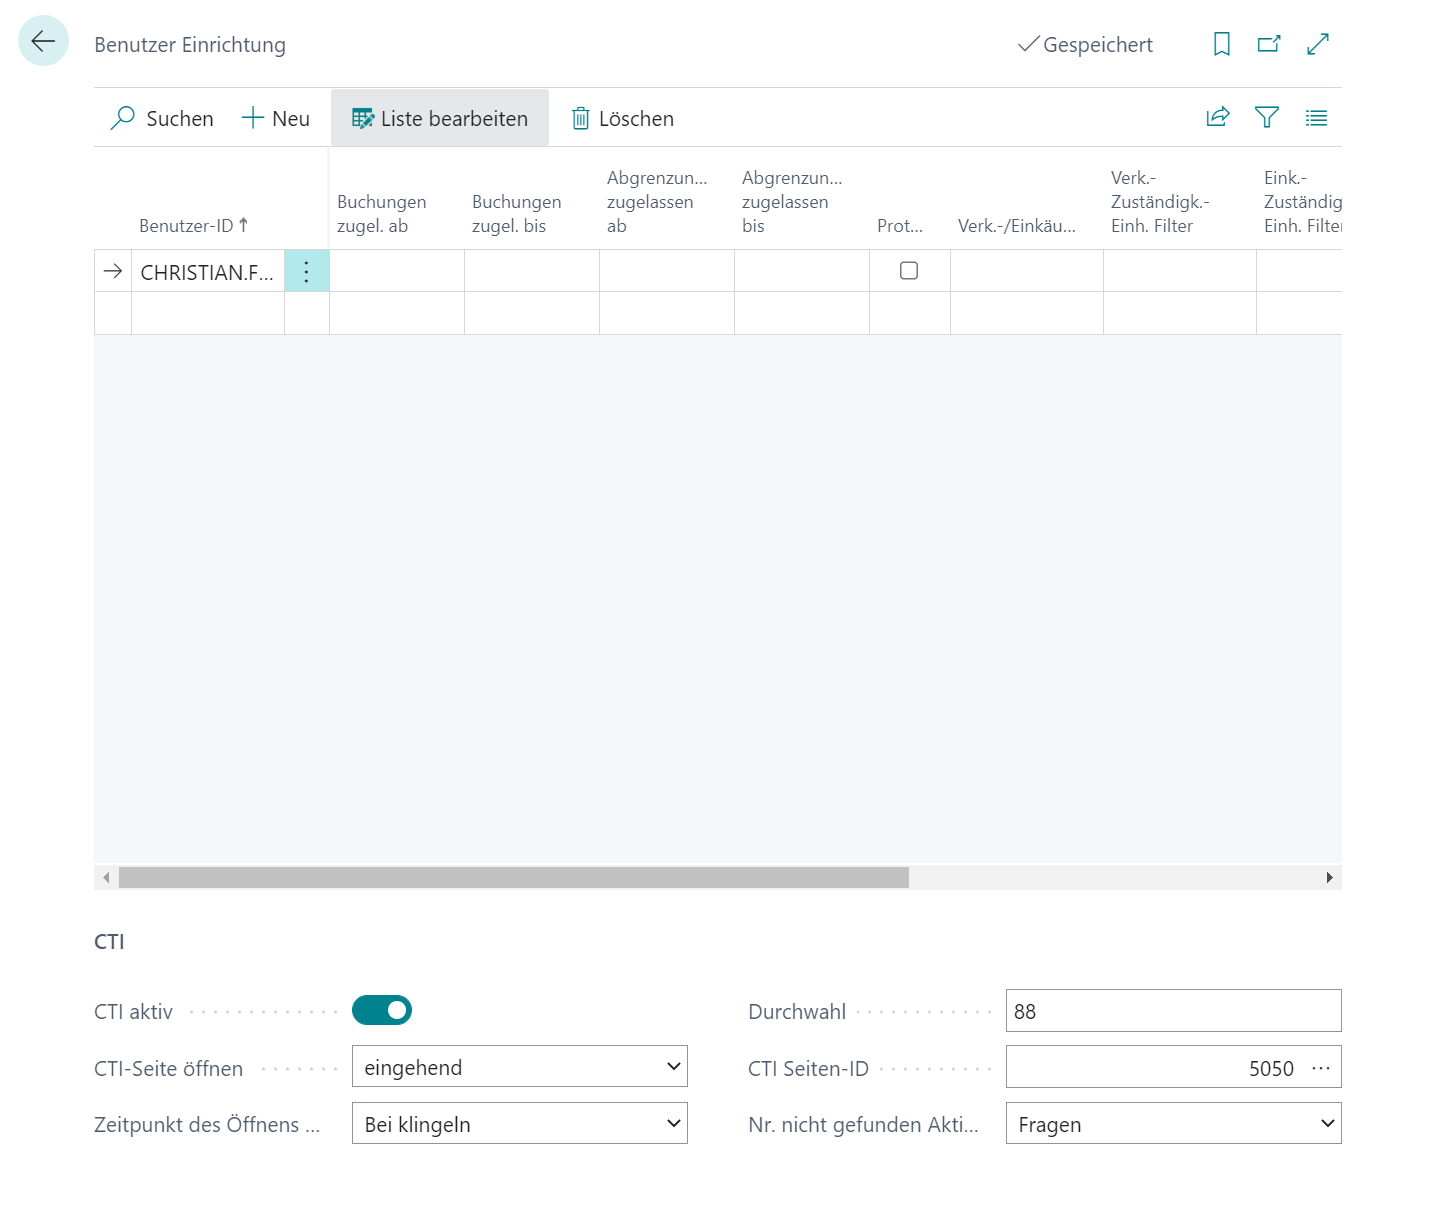 Benutzer Einrichtung
Gespeichert
Suchen Neu Liste bearbeiten Löschen
Benutzer-ID
Buchungen
zugel. ab
Buchungen
zugel. bis
Abgrenzun...
zugelassen
ab
Abgrenzun...
zugelassen
bis
Prot...
Verk.-/Einkäu...
Verk.-
Zuständigk.-
Einh. Filter
Eink.-
Zuständig
Einh. Filter
CHRISTIAN.F...
CTI
CTI aktiv
Durchwahl 88
CTI-Seite öffnen eingehend
CTI Seiten-ID 5050 ...
Zeitpunkt des Öffnens ... Bei klingeln
Nr. nicht gefunden Akti... Fragen